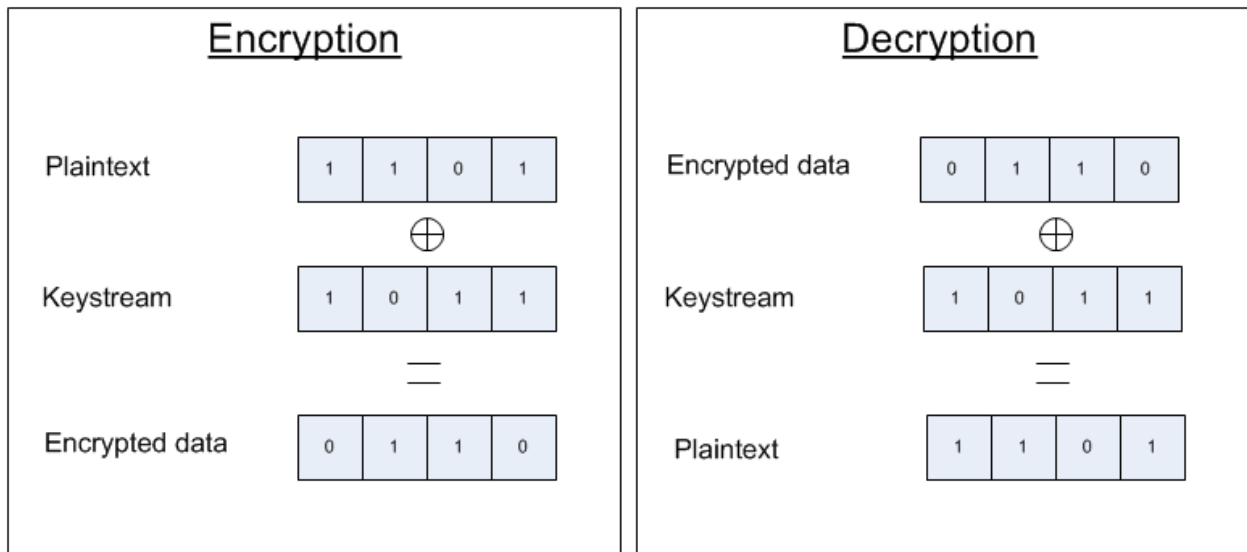 Encryption
Plaintext 1 1 0 1
⊕
Keystream 1 0 1 1
=
Encrypted data 0 1 1 0
Decryption
Encrypted data 0 1 1 0
⊕
Keystream 1 0 1 1
=
Plaintext 1 1 0 1